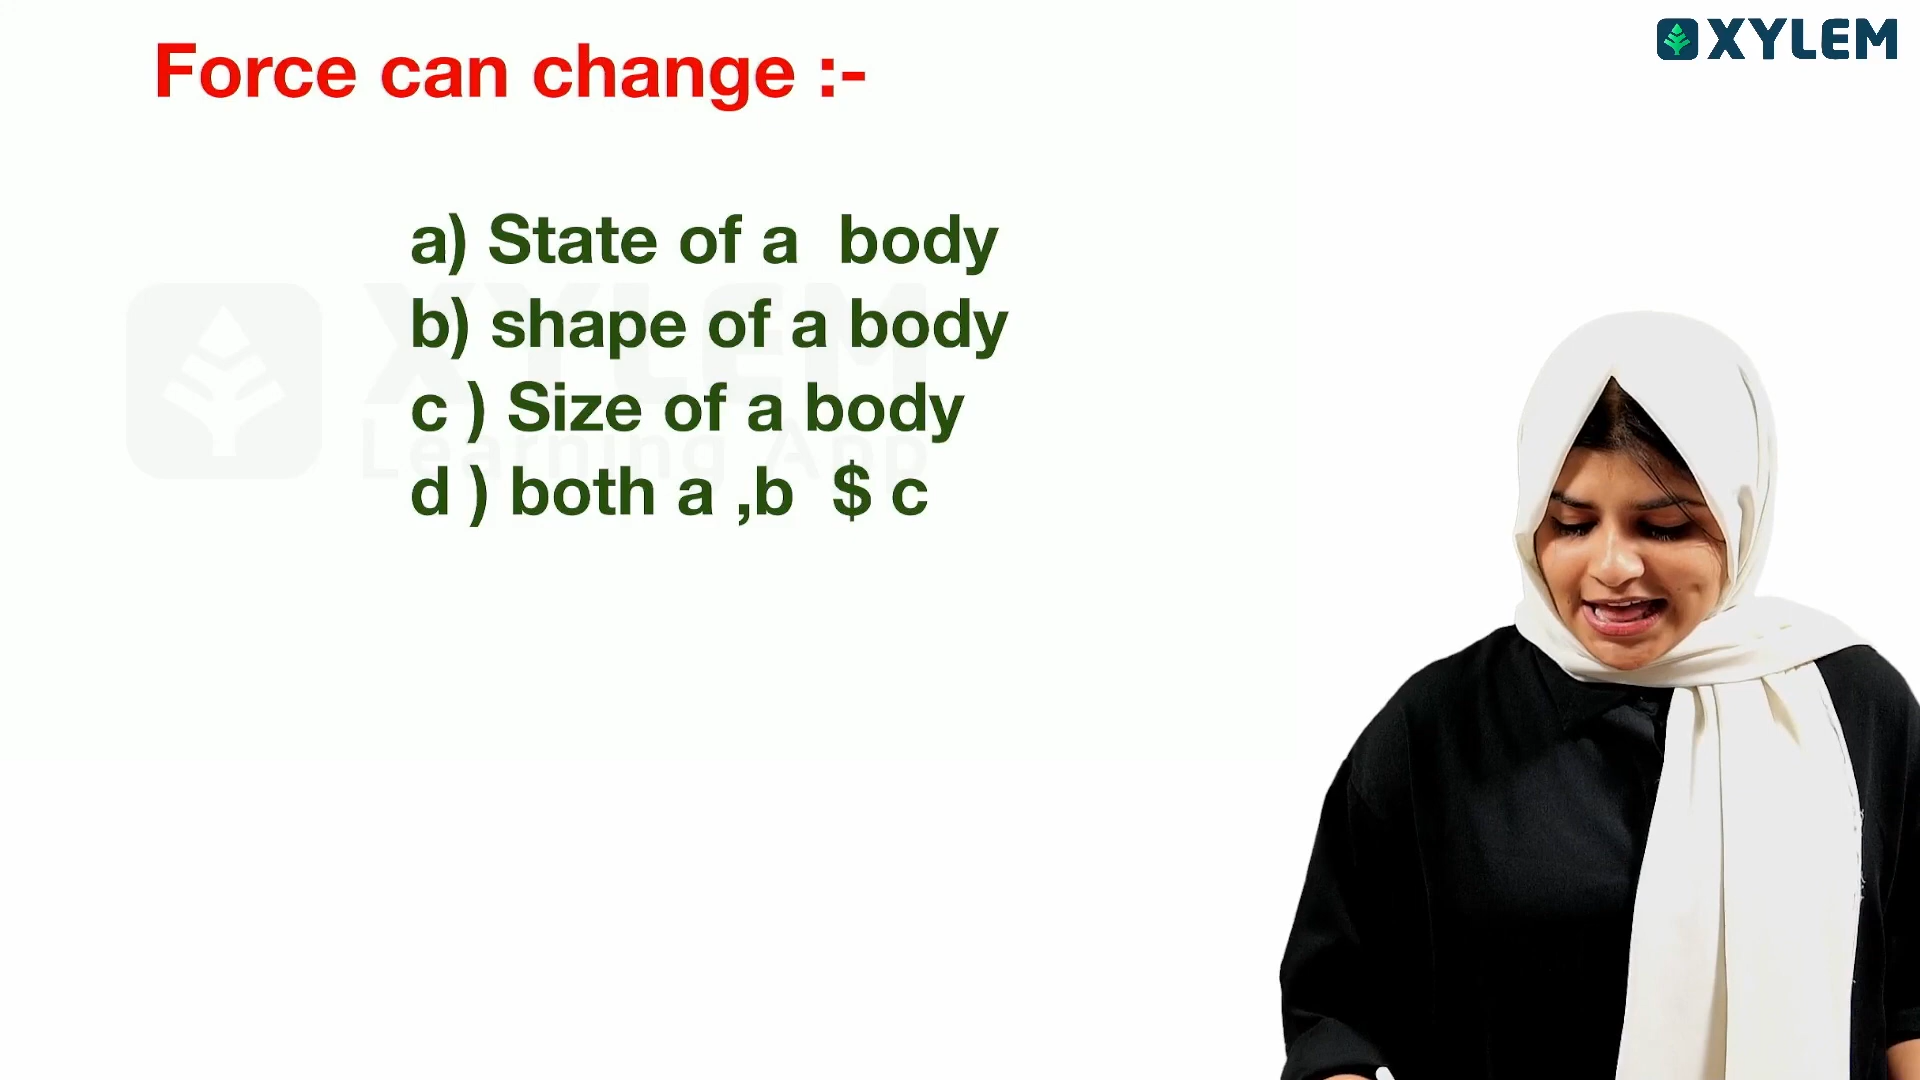 XYLEM
Force can change :-
a) State of a body
b) shape of a body
c ) Size of a body
d ) both a ,b $ c
XYLEM
Learning App